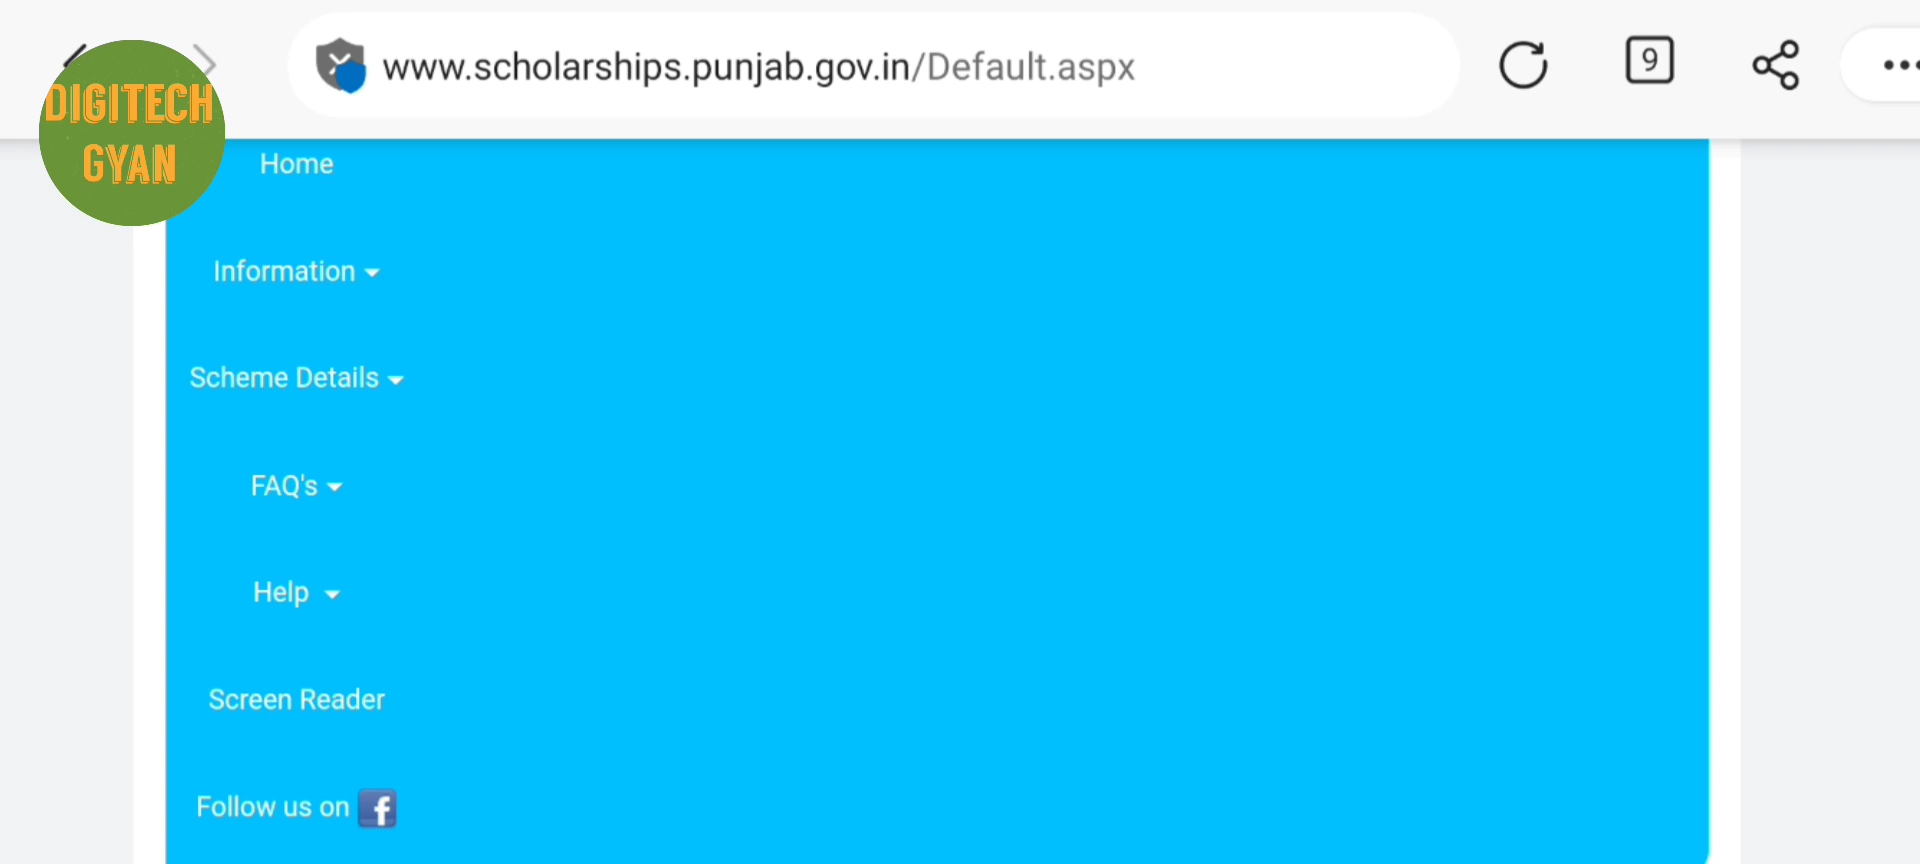 www.scholarships.punjab.gov.in/Default.aspx
9
DIGITECH
GYAN
Home
Information
Scheme Details
FAQ's
Help
Screen Reader
Follow us on f